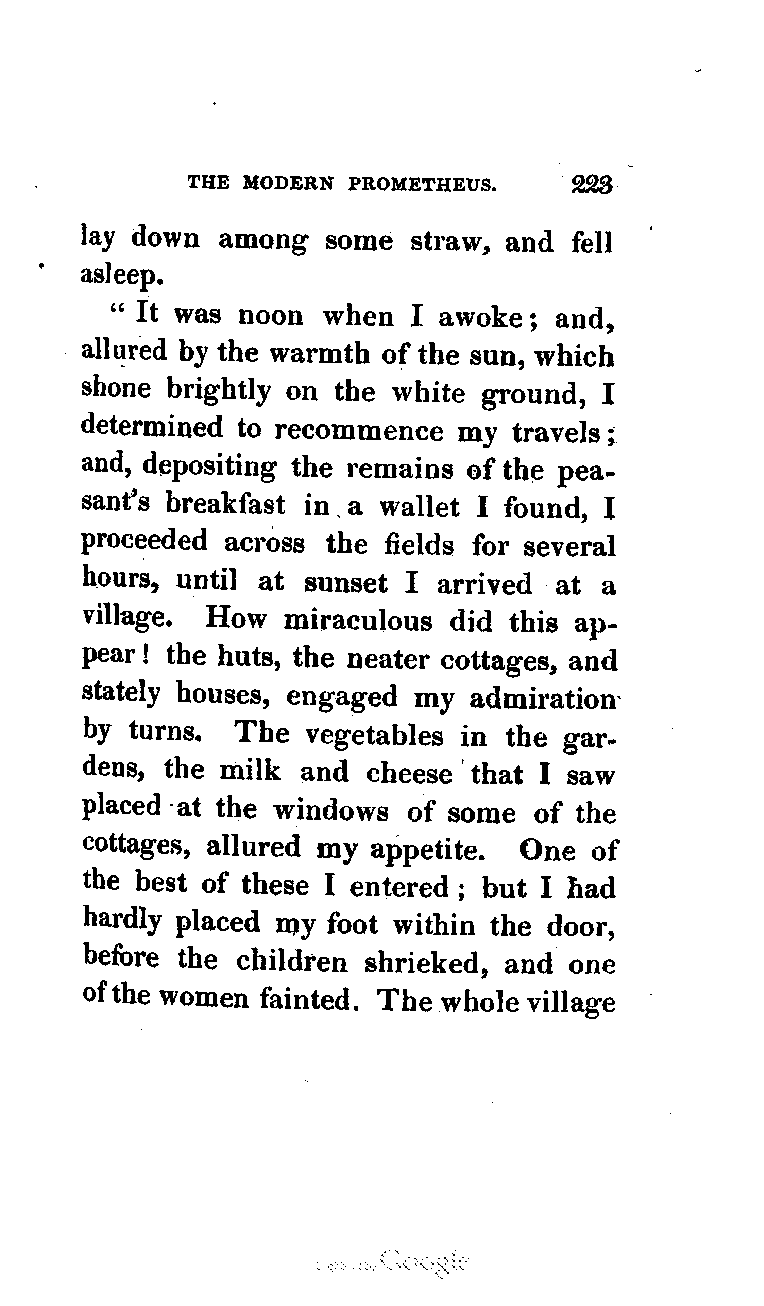 THE MODERN PROMETHEUS. 223
lay down among some straw, and fell
asleep.
“ It was noon when I awoke; and,
allured by the warmth of the sun, which
shone brightly on the white ground, I
determined to recommence my travels;
and, depositing the remains of the pea-
sant's breakfast in a wallet I found, I
proceeded across the fields for several
hours, until at sunset I arrived at a
village. How miraculous did this ap-
pear! the huts, the neater cottages, and
stately houses, engaged my admiration
by turns. The vegetables in the gar-
dens, the milk and cheese that I saw
placed at the windows of some of the
cottages, allured my appetite. One of
the best of these I entered; but I had
hardly placed my foot within the door,
before the children shrieked, and one
of the women fainted. The whole village
Google